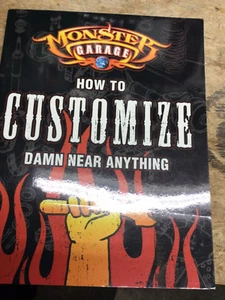 MONSTER
GARAGE
HOW TO
CUSTOMIZE
DAMN NEAR ANYTHING